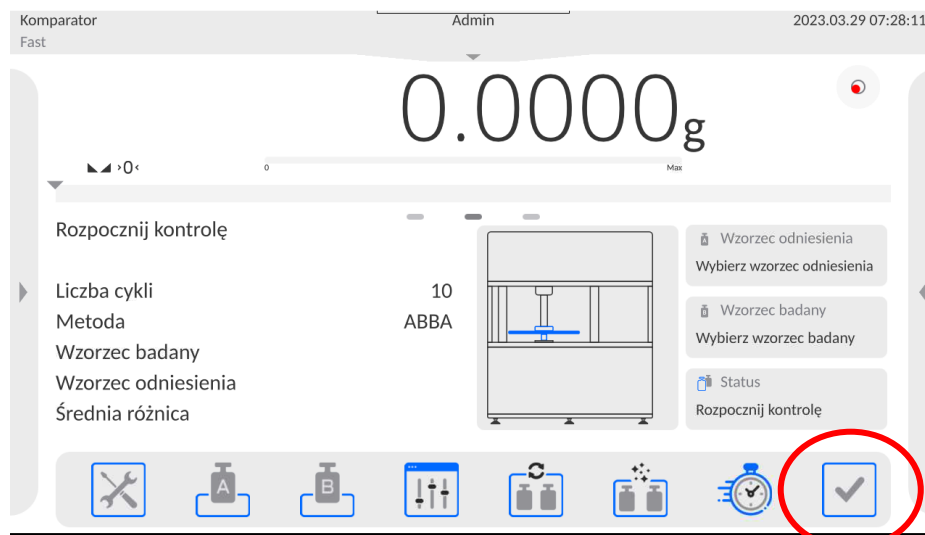 Komparator Admin 2023.03.29 07:28:11
Fast
0.0000g
›0‹ 0 Max
Rozpocznij kontrolę
Liczba cykli 10
Metoda ABBA
Wzorzec badany
Wzorzec odniesienia
Średnia różnica
A Wzorzec odniesienia
Wybierz wzorzec odniesienia
B Wzorzec badany
Wybierz wzorzec badany
Status
Rozpocznij kontrolę
A B